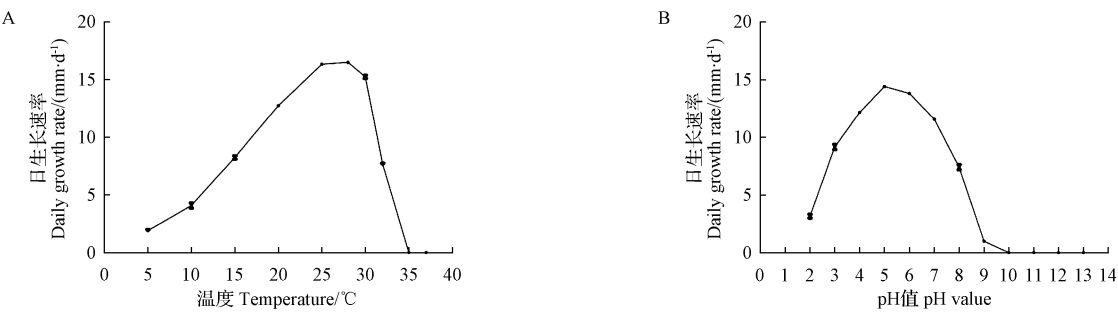 A
日生长速率
Daily growth rate/(mm·d⁻¹)
20
15
10
5
0
0 5 10 15 20 25 30 35 40
温度 Temperature/℃
B
日生长速率
Daily growth rate/(mm·d⁻¹)
20
15
10
5
0
0 1 2 3 4 5 6 7 8 9 10 11 12 13 14
pH值 pH value